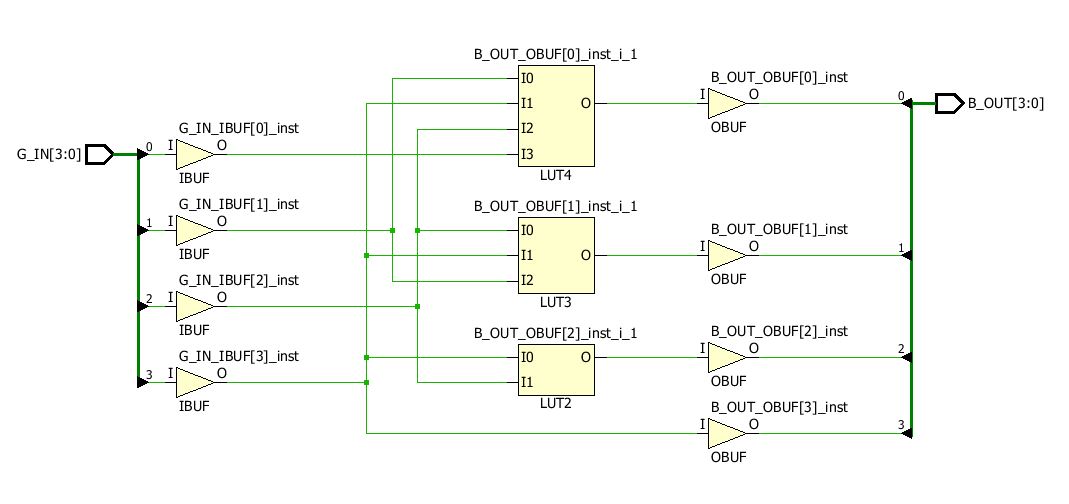 B_OUT_OBUF[0]_inst_i_1
I0
I1
O
I2
I3
LUT4
B_OUT_OBUF[0]_inst
I
O
OBUF
0
B_OUT[3:0]
G_IN[3:0]
0
G_IN_IBUF[0]_inst
I
O
IBUF
1
G_IN_IBUF[1]_inst
I
O
IBUF
B_OUT_OBUF[1]_inst_i_1
I0
I1
O
I2
LUT3
B_OUT_OBUF[1]_inst
I
O
OBUF
1
2
G_IN_IBUF[2]_inst
I
O
IBUF
B_OUT_OBUF[2]_inst_i_1
I0
O
I1
LUT2
B_OUT_OBUF[2]_inst
I
O
OBUF
2
3
G_IN_IBUF[3]_inst
I
O
IBUF
B_OUT_OBUF[3]_inst
I
O
OBUF
3